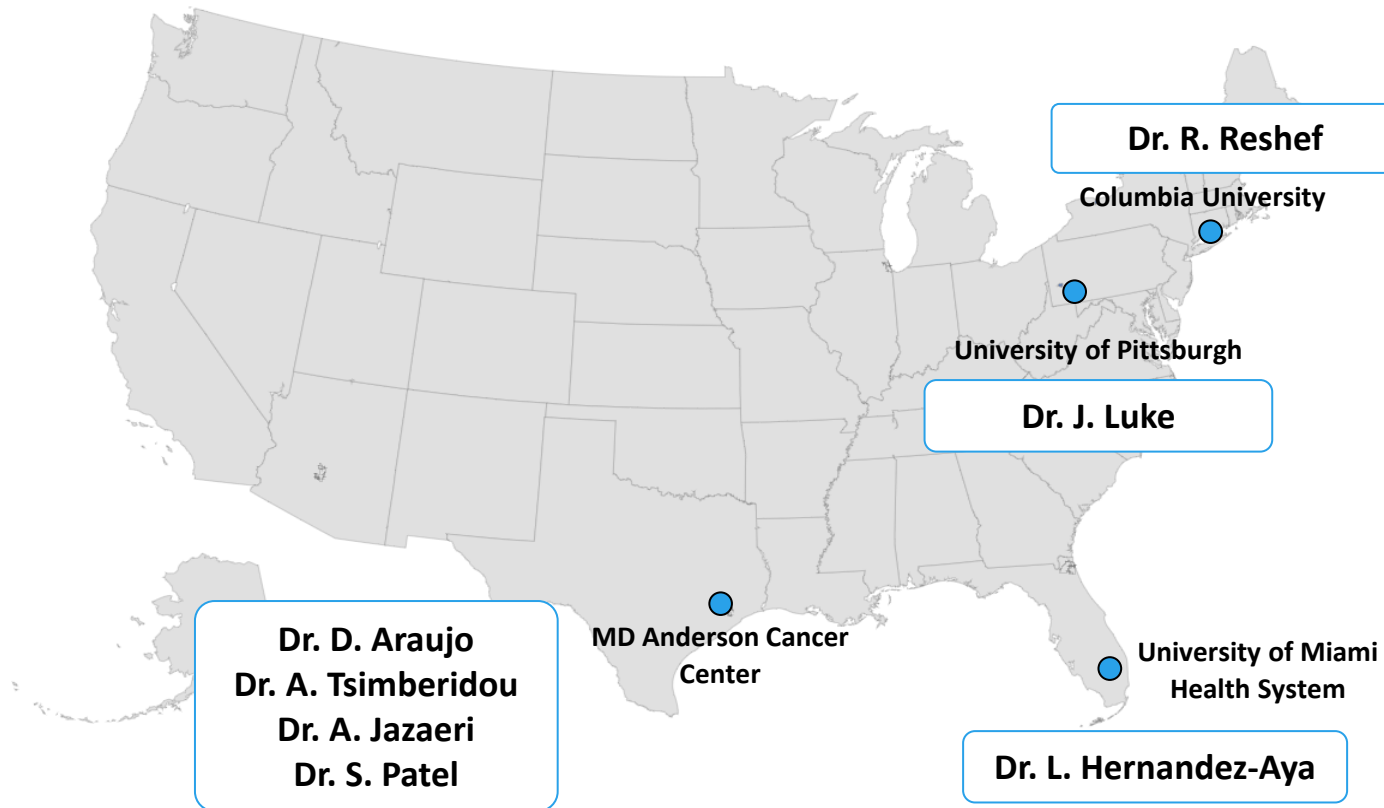 Dr. R. Reshef
Columbia University
University of Pittsburgh
Dr. J. Luke
Dr. D. Araujo
Dr. A. Tsimberidou
Dr. A. Jazaeri
Dr. S. Patel
MD Anderson Cancer
Center
University of Miami
Health System
Dr. L. Hernandez-Aya